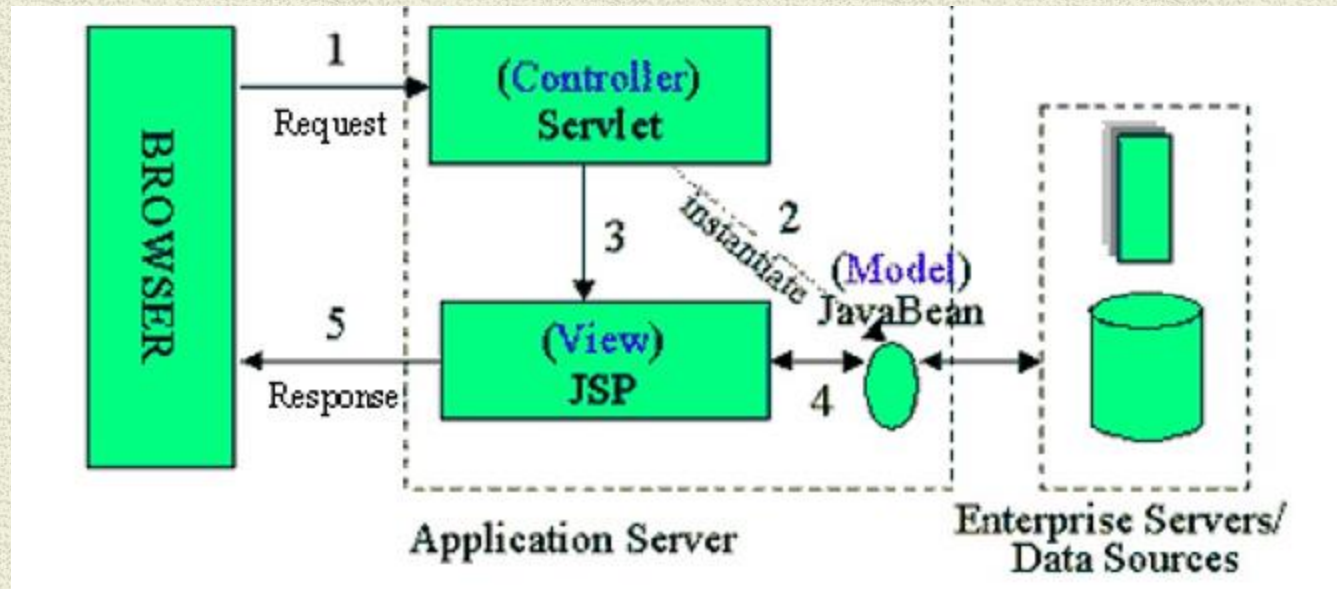 BROWSER
1
Request
(Controller)
Servlet
2
instantiate
3
(Model)
JavaBean
5
Response
(View)
JSP
4
Application Server
Enterprise Servers/
Data Sources